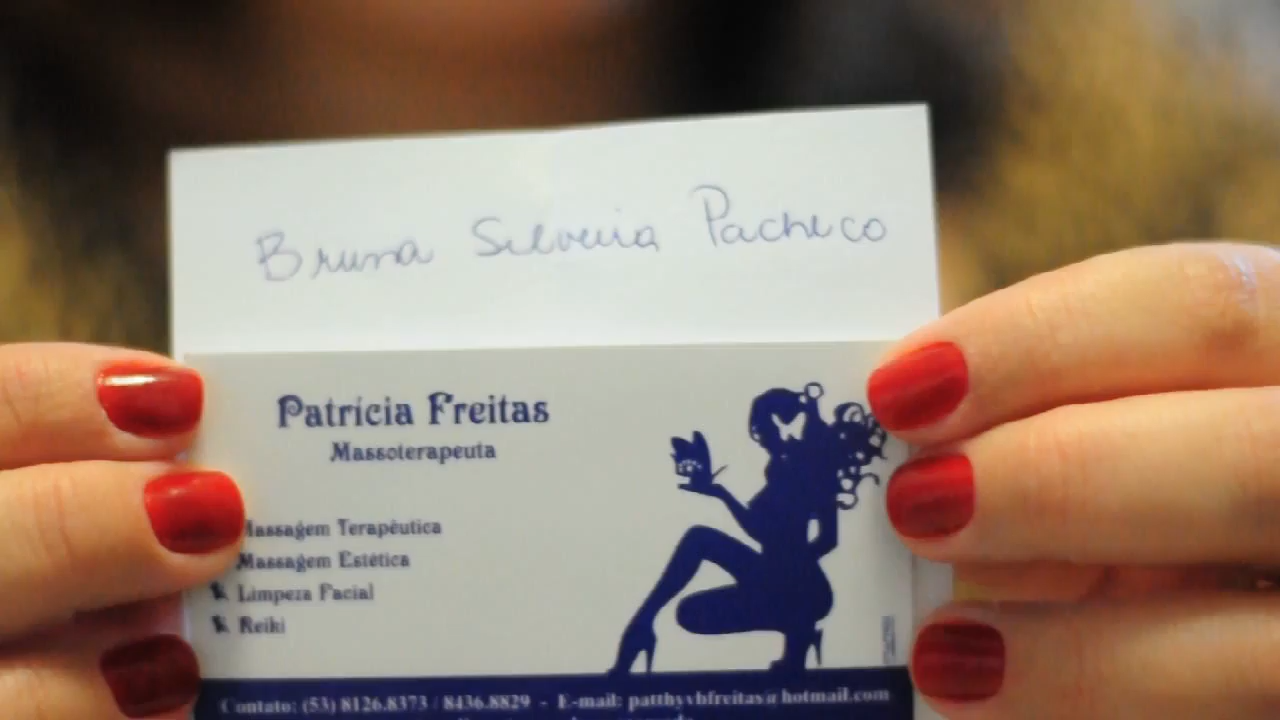 Bruna Silveira Pacheco
Patrícia Freitas
Massoterapeuta
Massagem Terapêutica
Massagem Estética
Limpeza Facial
Reiki
Contato: (53) 8126.8373 / 8436.8829 - E-mail: patthyvbfreitas@hotmail.com